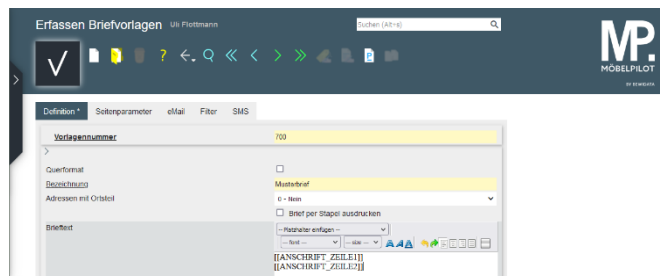 Erfassen Briefvorlagen Uli Flottmann
Suchen (Alt+s)
MP.
MÖBELPILOT
Definition * Seitenparameter eMail Filter SMS
Vorlagennummer 700
Querformat
Bezeichnung Musterbrief
Adressen mit Ortsteil 0 - Nein
Brief per Stapel ausdrucken
Brieftext -- Platzhalter einfügen --
-- font -- -- size -- A A A
[[ANSCHRIFT_ZEILE1]]
[[ANSCHRIFT_ZEILE2]]